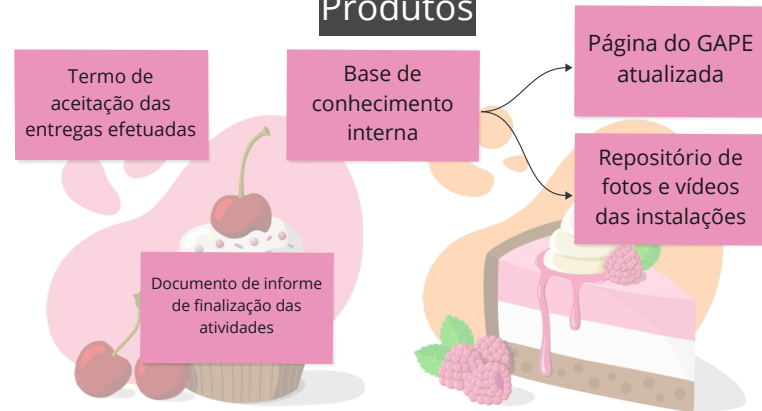 Produtos
Termo de
aceitação das
entregas efetuadas
Base de
conhecimento
interna
Página do GAPE
atualizada
Repositório de
fotos e vídeos
das instalações
Documento de informe
de finalização das
atividades